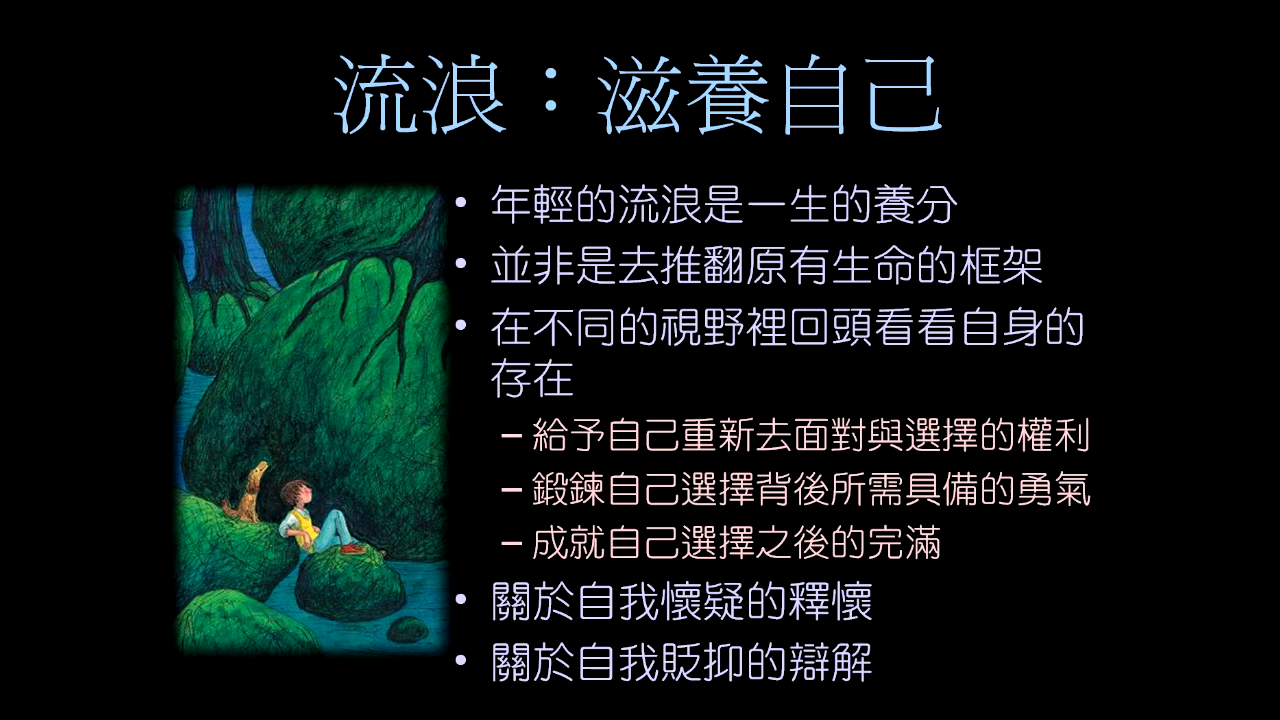 流浪：滋養自己
• 年輕的流浪是一生的養分
• 並非是去推翻原有生命的框架
• 在不同的視野裡回頭看看自身的
存在
– 給予自己重新去面對與選擇的權利
– 鍛鍊自己選擇背後所需具備的勇氣
– 成就自己選擇之後的完滿
• 關於自我懷疑的釋懷
• 關於自我貶抑的辯解